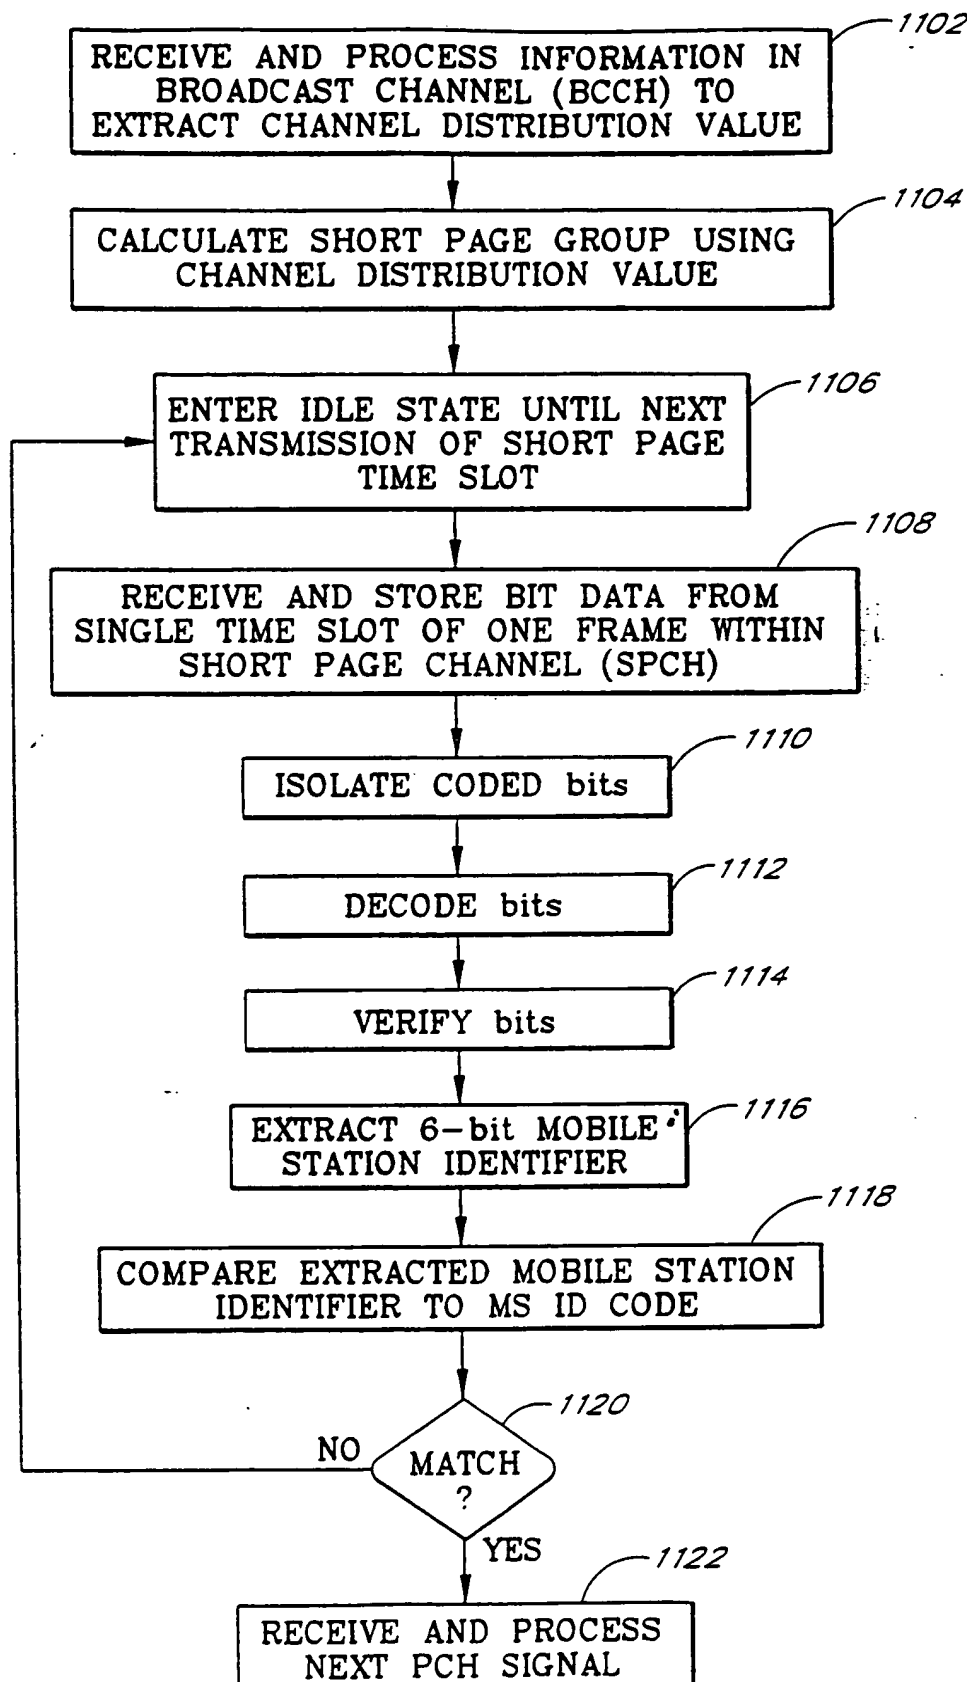 1102
RECEIVE AND PROCESS INFORMATION IN
BROADCAST CHANNEL (BCCH) TO
EXTRACT CHANNEL DISTRIBUTION VALUE
1104
CALCULATE SHORT PAGE GROUP USING
CHANNEL DISTRIBUTION VALUE
1106
ENTER IDLE STATE UNTIL NEXT
TRANSMISSION OF SHORT PAGE
TIME SLOT
1108
RECEIVE AND STORE BIT DATA FROM
SINGLE TIME SLOT OF ONE FRAME WITHIN
SHORT PAGE CHANNEL (SPCH)
1110
ISOLATE CODED bits
1112
DECODE bits
1114
VERIFY bits
1116
EXTRACT 6-bit MOBILE
STATION IDENTIFIER
1118
COMPARE EXTRACTED MOBILE STATION
IDENTIFIER TO MS ID CODE
1120
NO
MATCH
?
YES
1122
RECEIVE AND PROCESS
NEXT PCH SIGNAL